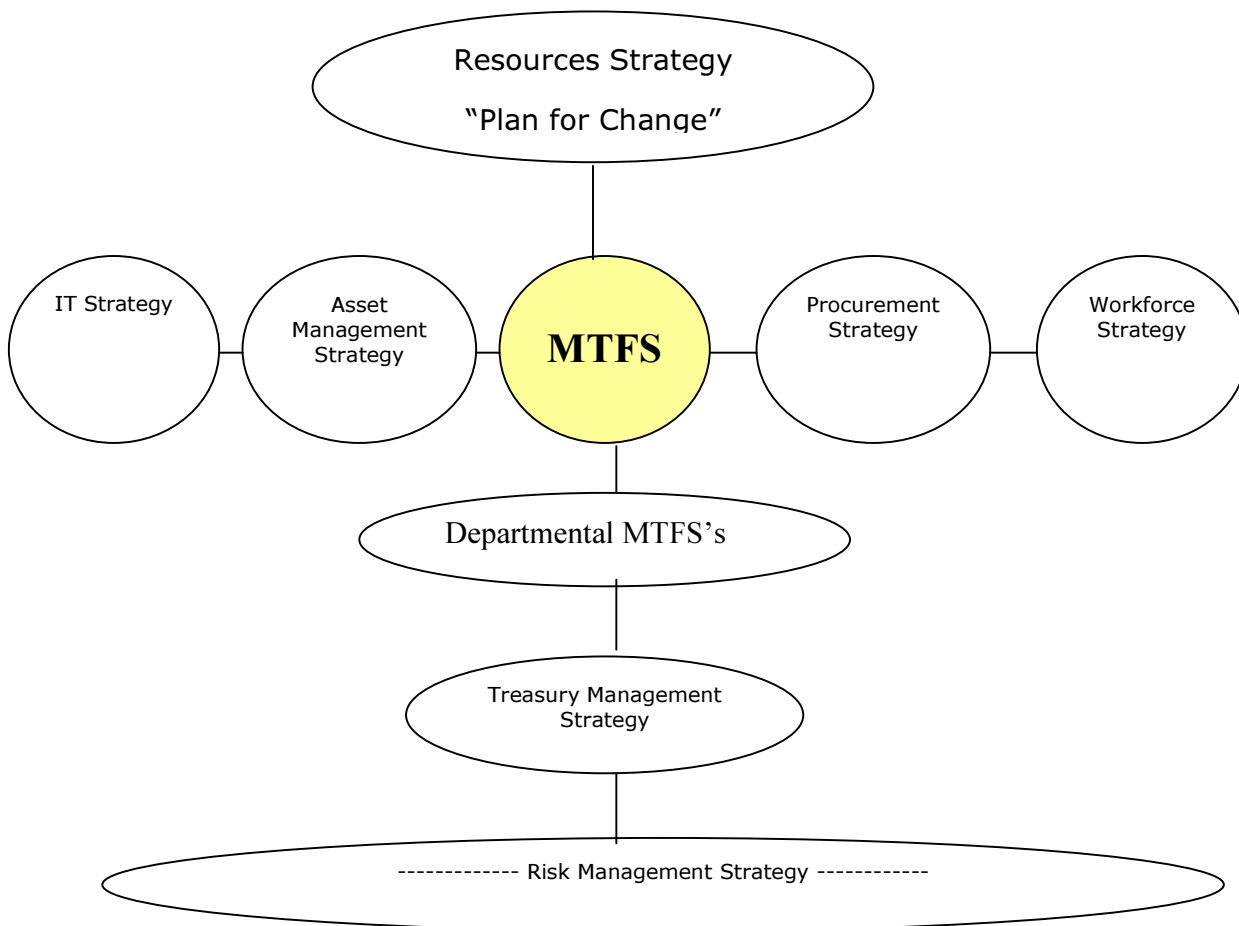 Resources Strategy
“Plan for Change”
IT Strategy
Asset
Management
Strategy
MTFS
Procurement
Strategy
Workforce
Strategy
Departmental MTFS’s
Treasury Management
Strategy
------------- Risk Management Strategy ------------